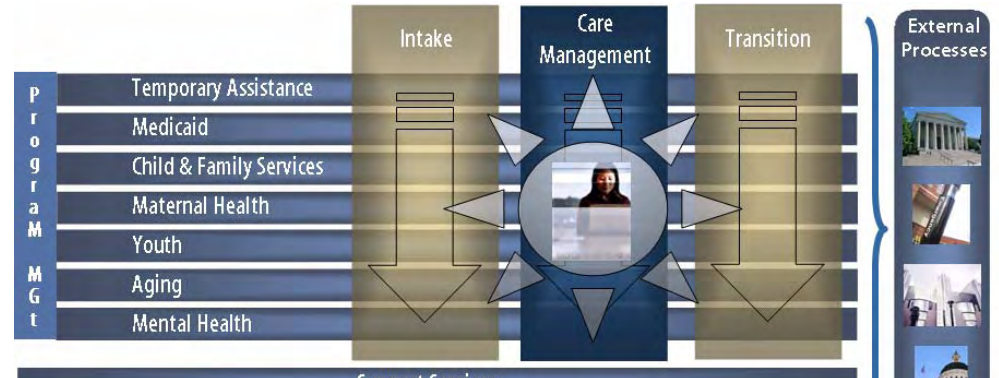 Intake
Care
Management
Transition
External
Processes
PrograM
MGt
Temporary Assistance
Medicaid
Child & Family Services
Maternal Health
Youth
Aging
Mental Health